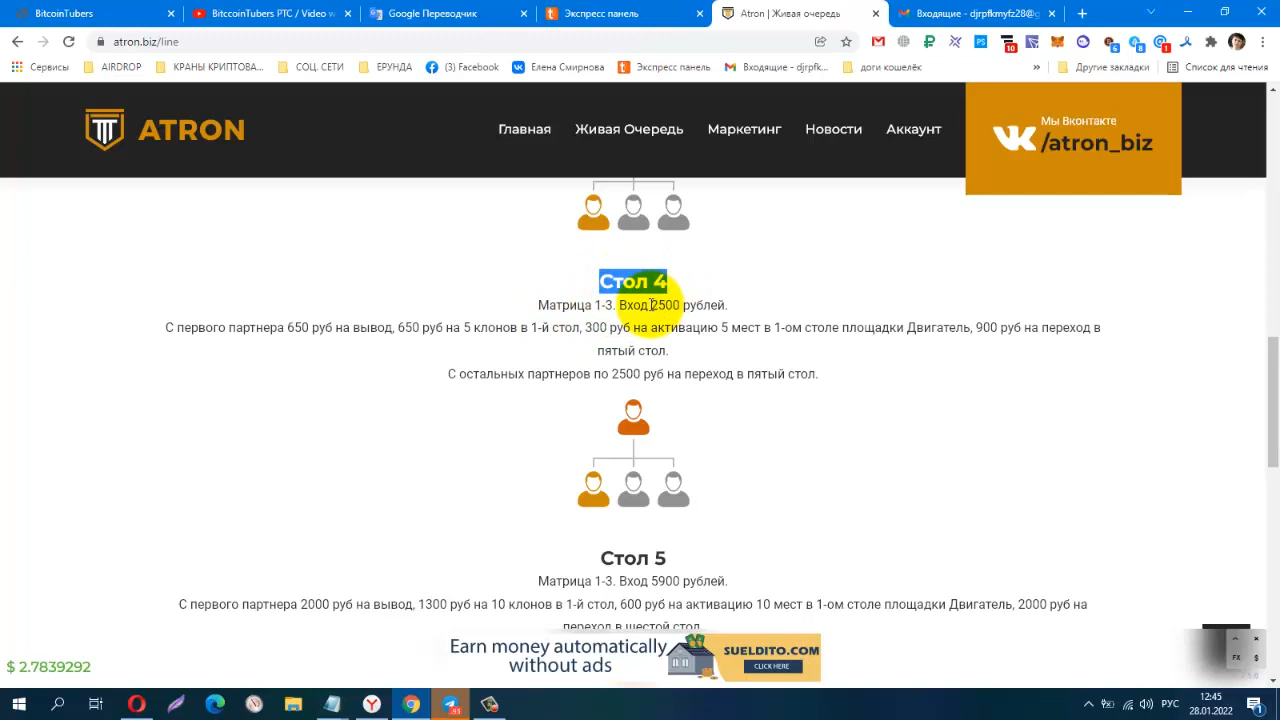 BitcoinTubers
BitcoinTubers PTC / Video w
Google Переводчик
Экспресс панель
Atron | Живая очередь
Входящие - djrpfkmyfz28@g
atron.biz/line
Сервисы
AIRDROP
КРАНЫ КРИПТОВА...
СОЦ. СЕТИ
ЕРУНДА
(3) Facebook
Елена Смирнова
Экспресс панель
Входящие - djrpfk...
доги кошелёк
»
Другие закладки
Список для чтения
ATRON
Главная
Живая Очередь
Маркетинг
Новости
Аккаунт
Мы Вконтакте
/atron_biz
Стол 4
Матрица 1-3. Вход 2500 рублей.
С первого партнера 650 руб на вывод, 650 руб на 5 клонов в 1-й стол, 300 руб на активацию 5 мест в 1-ом столе площадки Двигатель, 900 руб на переход в
пятый стол.
С остальных партнеров по 2500 руб на переход в пятый стол.
Стол 5
Матрица 1-3. Вход 5900 рублей.
С первого партнера 2000 руб на вывод, 1300 руб на 10 клонов в 1-й стол, 600 руб на активацию 10 мест в 1-ом столе площадки Двигатель, 2000 руб на
переход в шестой стол.
Earn money automatically
without ads
SUELDITO.COM
CLICK HERE
$ 2.7839292
FX
$
РУС
12:45
28.01.2022